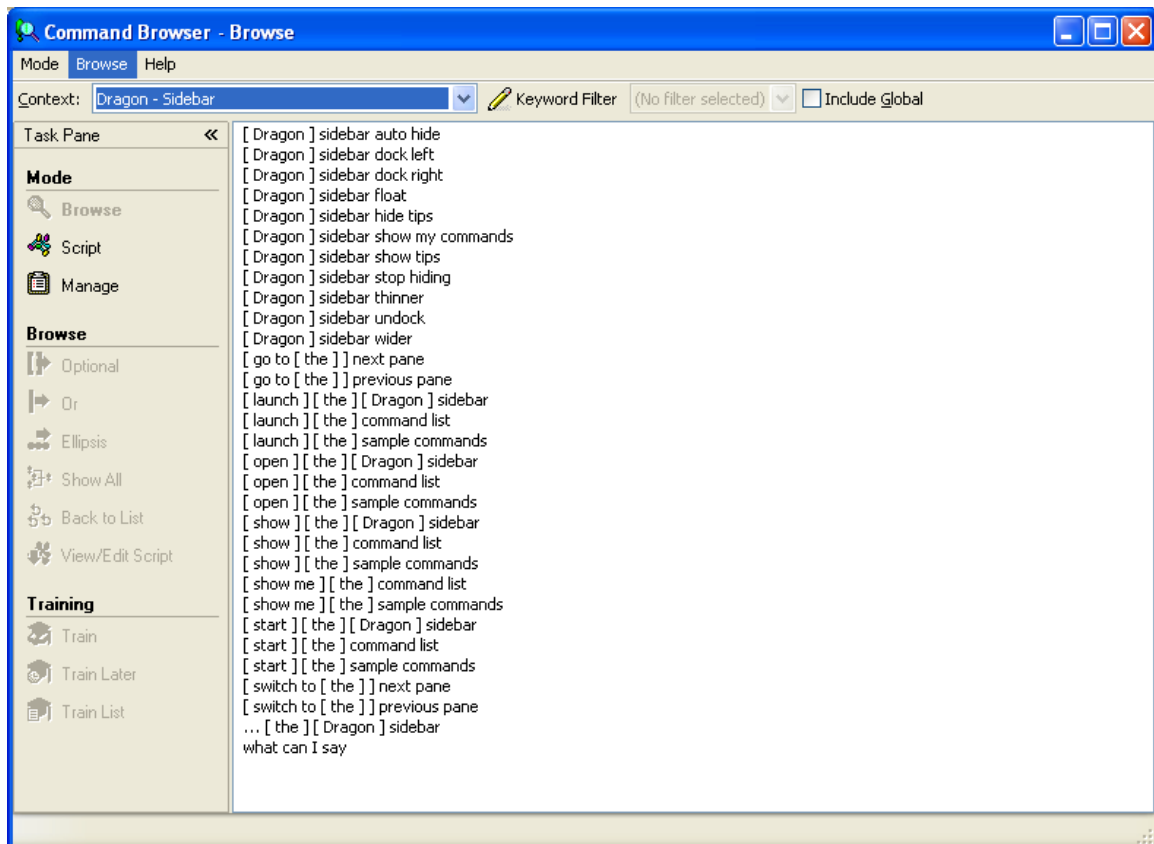 Command Browser - Browse
Mode Browse Help
Context: Dragon - Sidebar Keyword Filter (No filter selected) Include Global
Task Pane «
Mode
Browse
Script
Manage
Browse
Optional
Or
Ellipsis
Show All
Back to List
View/Edit Script
Training
Train
Train Later
Train List
[ Dragon ] sidebar auto hide
[ Dragon ] sidebar dock left
[ Dragon ] sidebar dock right
[ Dragon ] sidebar float
[ Dragon ] sidebar hide tips
[ Dragon ] sidebar show my commands
[ Dragon ] sidebar show tips
[ Dragon ] sidebar stop hiding
[ Dragon ] sidebar thinner
[ Dragon ] sidebar undock
[ Dragon ] sidebar wider
[ go to [ the ] ] next pane
[ go to [ the ] ] previous pane
[ launch ] [ the ] [ Dragon ] sidebar
[ launch ] [ the ] command list
[ launch ] [ the ] sample commands
[ open ] [ the ] [ Dragon ] sidebar
[ open ] [ the ] command list
[ open ] [ the ] sample commands
[ show ] [ the ] [ Dragon ] sidebar
[ show ] [ the ] command list
[ show ] [ the ] sample commands
[ show me ] [ the ] command list
[ show me ] [ the ] sample commands
[ start ] [ the ] [ Dragon ] sidebar
[ start ] [ the ] command list
[ start ] [ the ] sample commands
[ switch to [ the ] ] next pane
[ switch to [ the ] ] previous pane
... [ the ] [ Dragon ] sidebar
what can I say